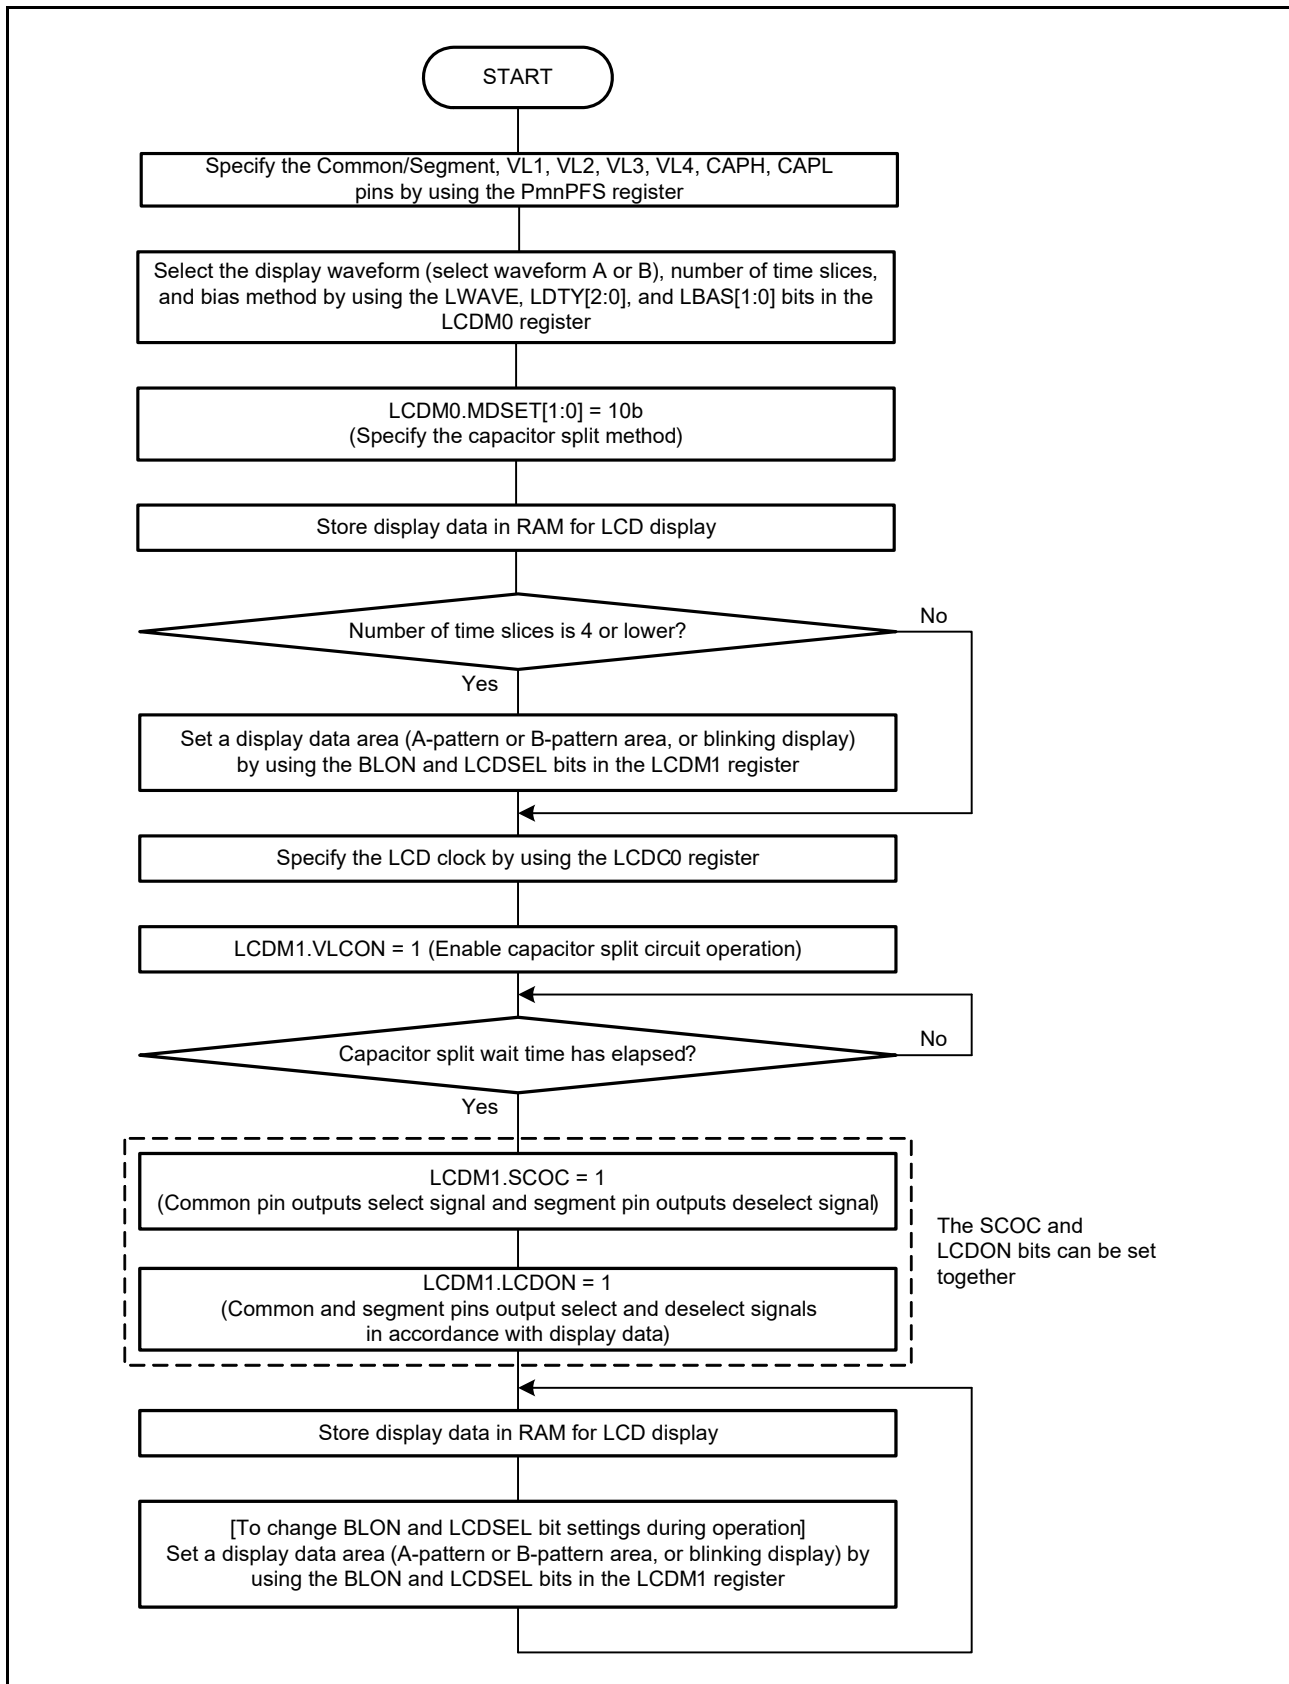 START
Specify the Common/Segment, VL1, VL2, VL3, VL4, CAPH, CAPL
pins by using the PmnPFS register
Select the display waveform (select waveform A or B), number of time slices,
and bias method by using the LWAVE, LDTY[2:0], and LBAS[1:0] bits in the
LCDM0 register
LCDM0.MDSET[1:0] = 10b
(Specify the capacitor split method)
Store display data in RAM for LCD display
Number of time slices is 4 or lower?
No
Yes
Set a display data area (A-pattern or B-pattern area, or blinking display)
by using the BLON and LCDSEL bits in the LCDM1 register
Specify the LCD clock by using the LCDC0 register
LCDM1.VLCON = 1 (Enable capacitor split circuit operation)
Capacitor split wait time has elapsed?
No
Yes
LCDM1.SCOC = 1
(Common pin outputs select signal and segment pin outputs deselect signal)
LCDM1.LCDON = 1
(Common and segment pins output select and deselect signals
in accordance with display data)
The SCOC and
LCDON bits can be set
together
Store display data in RAM for LCD display
[To change BLON and LCDSEL bit settings during operation]
Set a display data area (A-pattern or B-pattern area, or blinking display) by
using the BLON and LCDSEL bits in the LCDM1 register